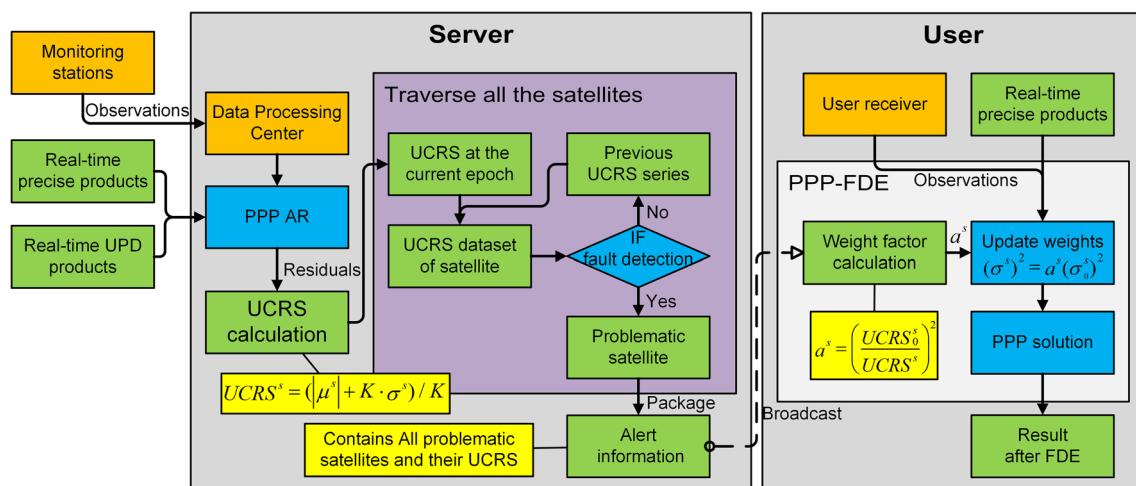 Server
User
Monitoring
stations
Observations
Real-time
precise products
Real-time UPD
products
Data Processing
Center
PPP AR
Residuals
UCRS
calculation
UCRS^s = (|μ^s| + K · σ^s) / K
Traverse all the satellites
UCRS at the
current epoch
Previous
UCRS series
UCRS dataset
of satellite
No
IF
fault detection
Yes
Problematic
satellite
Package
Contains All problematic
satellites and their UCRS
Alert
information
Broadcast
User receiver
Real-time
precise products
PPP-FDE
Observations
Weight factor
calculation
a^s
Update weights
(σ^s)^2 = a^s(σ_0^s)^2
a^s = (UCRS_0^s / UCRS^s)^2
PPP solution
Result
after FDE